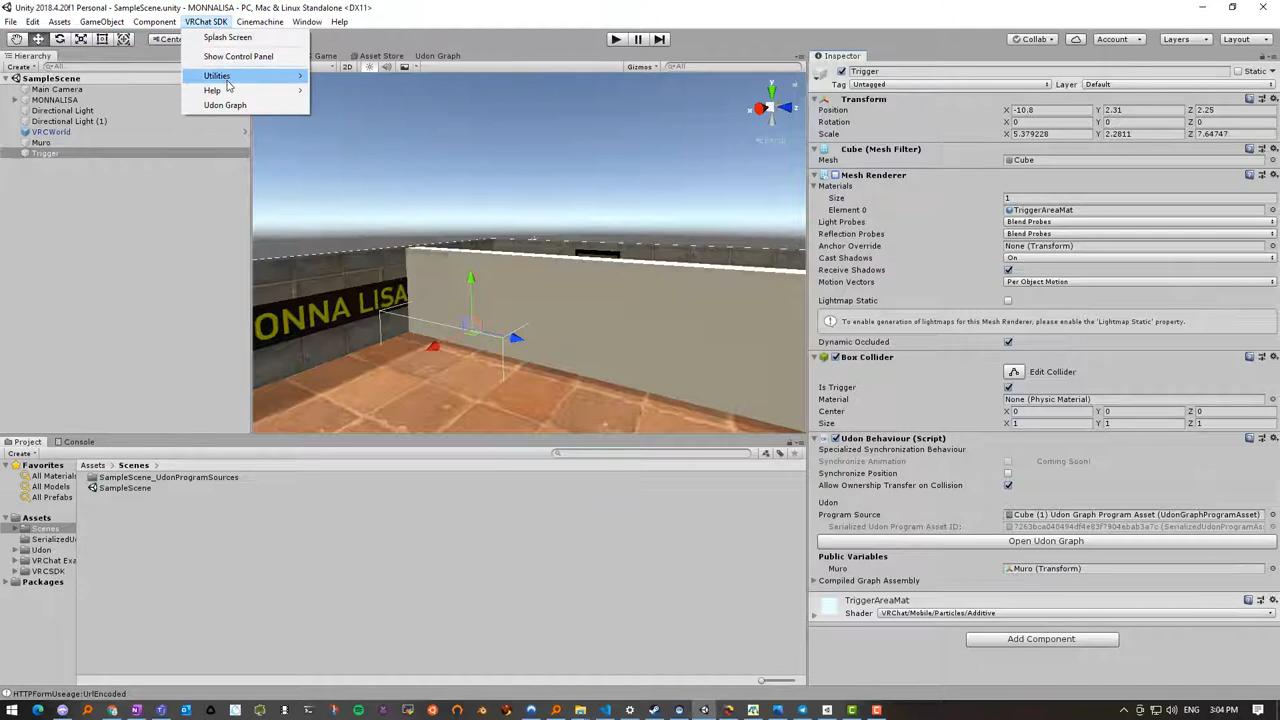 Unity 2018.4.20f1 Personal - SampleScene.unity - MONNALISA - PC, Mac & Linux Standalone <DX11>
File Edit Assets GameObject Component VRChat SDK Cinemachine Window Help
Splash Screen
Show Control Panel
Utilities
Help
Udon Graph
Collab Account Layers Layout
Hierarchy
Create All
SampleScene
Main Camera
MONNALISA
Directional Light
Directional Light (1)
VRCWorld
Muro
Trigger
Game Asset Store Udon Graph
2D Gizmos All
y
z
MONNA LISA
Inspector
Trigger Static
Tag Untagged Layer Default
Transform
Position X -10.8 Y 2.31 Z 2.25
Rotation X 0 Y 0 Z 0
Scale X 5.379228 Y 2.2811 Z 7.64747
Cube (Mesh Filter)
Mesh Cube
Mesh Renderer
Materials
Size 1
Element 0 TriggerAreaMat
Light Probes Blend Probes
Reflection Probes Blend Probes
Anchor Override None (Transform)
Cast Shadows On
Receive Shadows
Motion Vectors Per Object Motion
Lightmap Static
To enable generation of lightmaps for this Mesh Renderer, please enable the 'Lightmap Static' property.
Dynamic Occluded
Box Collider
Edit Collider
Is Trigger
Material None (Physic Material)
Center X 0 Y 0 Z 0
Size X 1 Y 1 Z 1
Udon Behaviour (Script)
Specialized Synchronization Behaviour
Synchronize Animation Coming Soon!
Synchronize Position
Allow Ownership Transfer on Collision
Udon
Program Source Cube (1) Udon Graph Program Asset (UdonGraphProgramAsset)
Serialized Udon Program Asset ID:
Open Udon Graph
Public Variables
Muro Muro (Transform)
Compiled Graph Assembly
TriggerAreaMat
Shader VRChat/Mobile/Particles/Additive
Add Component
Project Console
Create
Favorites
All Material
All Models
All Prefabs
Assets
Scenes
SerializedU
Udon
VRChat Exa
VRCSDK
Packages
Assets Scenes
SampleScene_UdonProgramSources
SampleScene
HTTPFormUseage:UrlEncoded
3:04 PM